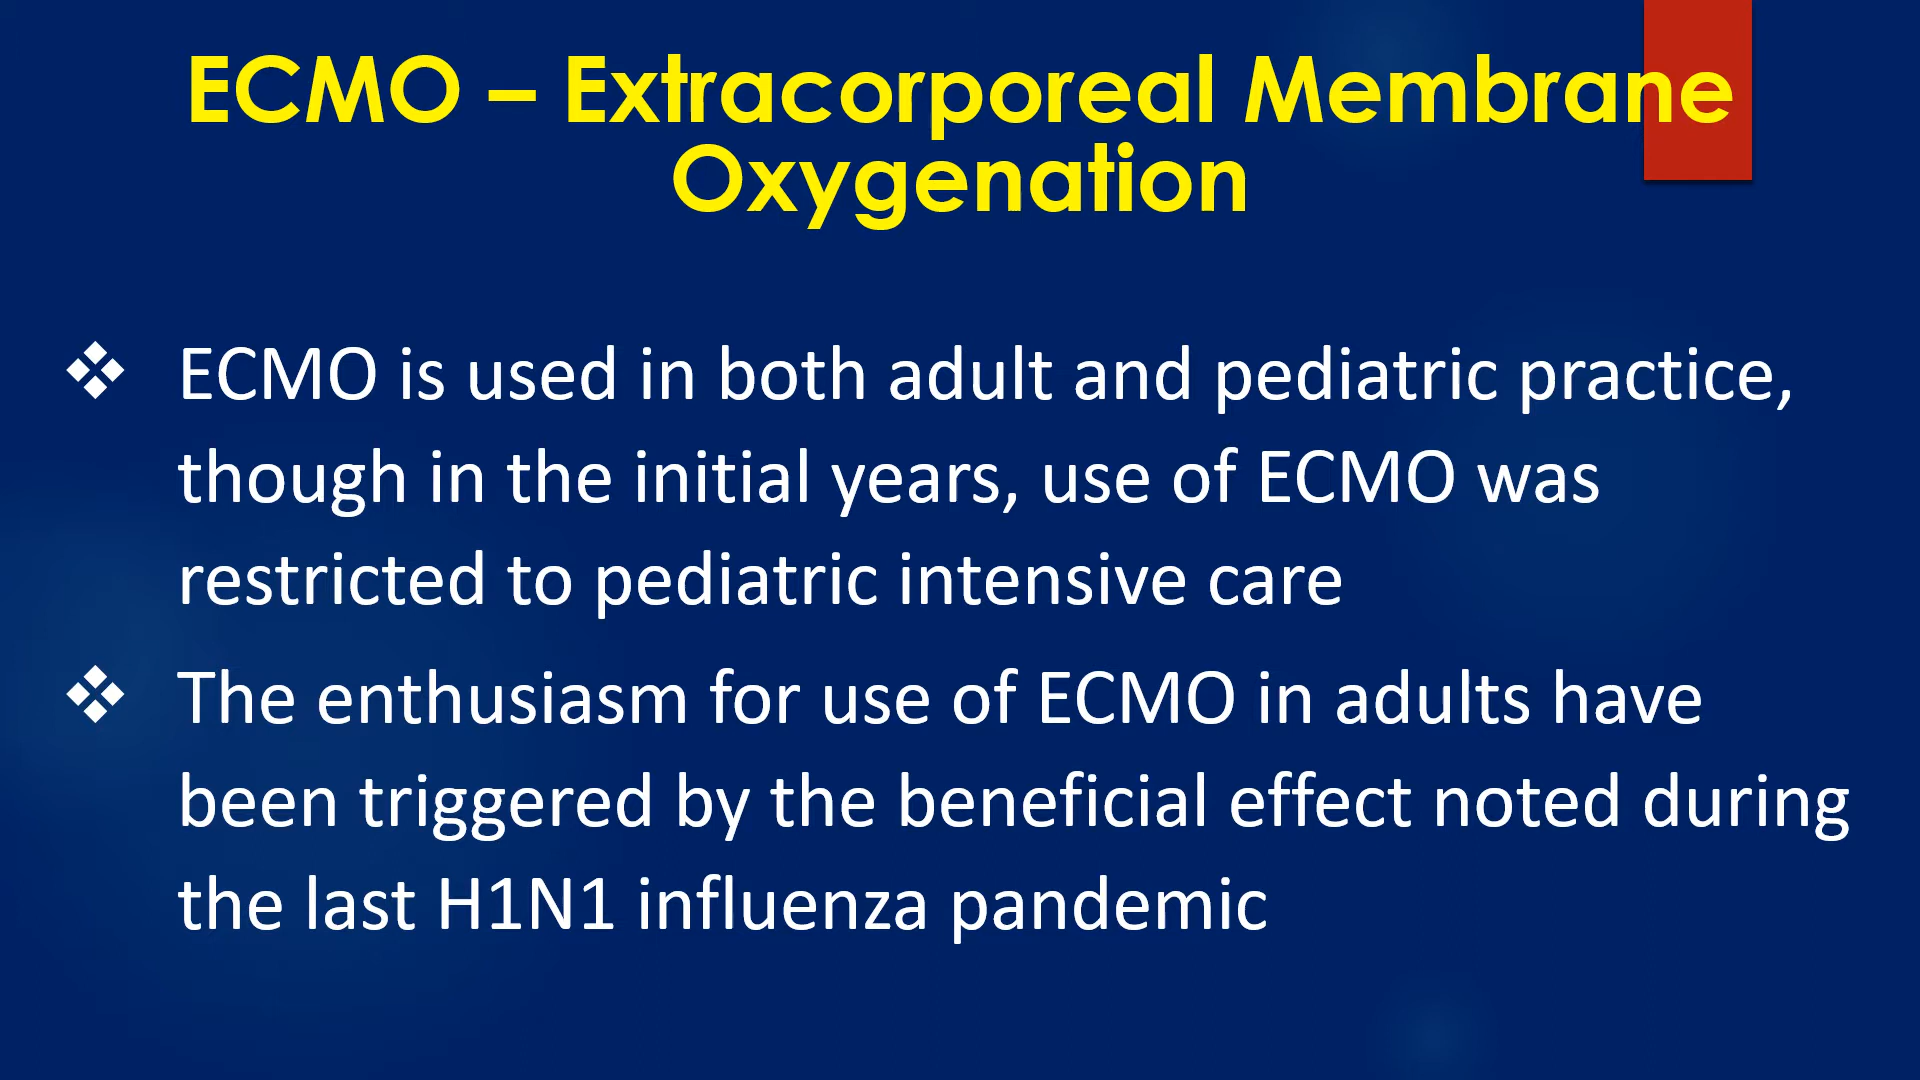 ECMO – Extracorporeal Membrane
Oxygenation
❖ ECMO is used in both adult and pediatric practice,
though in the initial years, use of ECMO was
restricted to pediatric intensive care
❖ The enthusiasm for use of ECMO in adults have
been triggered by the beneficial effect noted during
the last H1N1 influenza pandemic